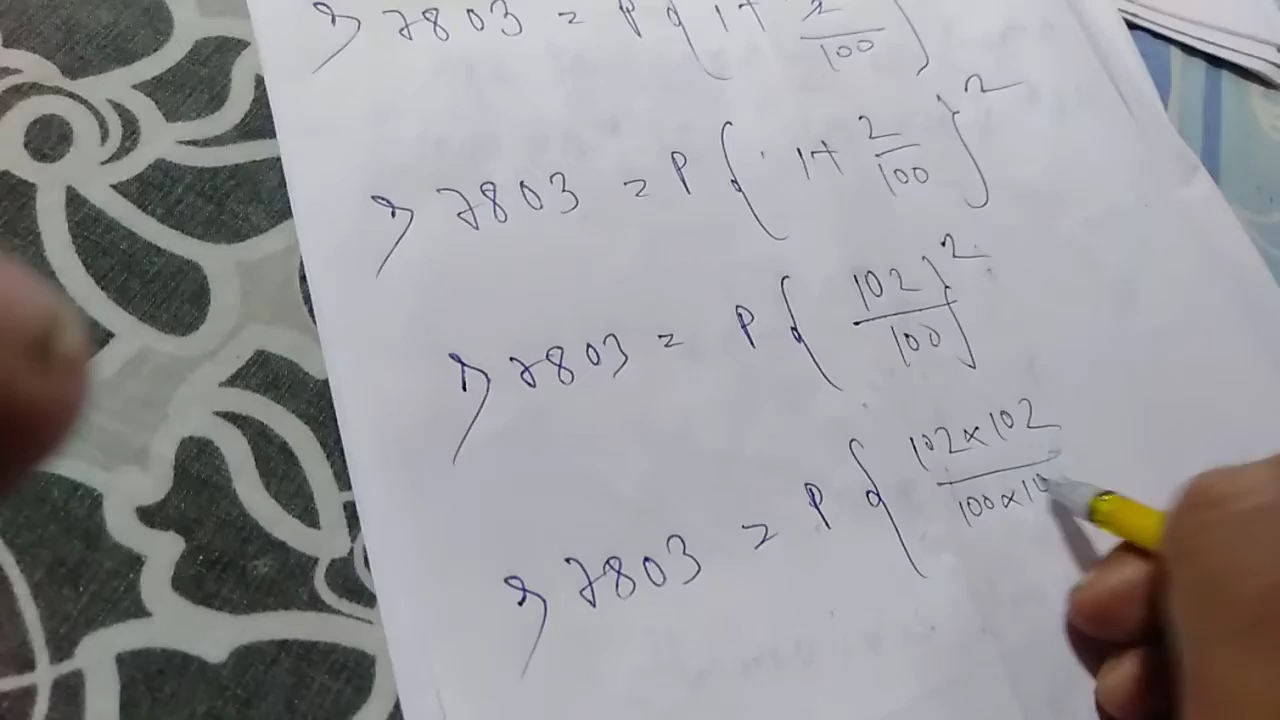 ⇒ 7803 = P { 1 + 2/100 }
⇒ 7803 = P { 1 + 2/100 }²
⇒ 7803 = P { 102/100 }²
⇒ 7803 = P { 102×102/100×10